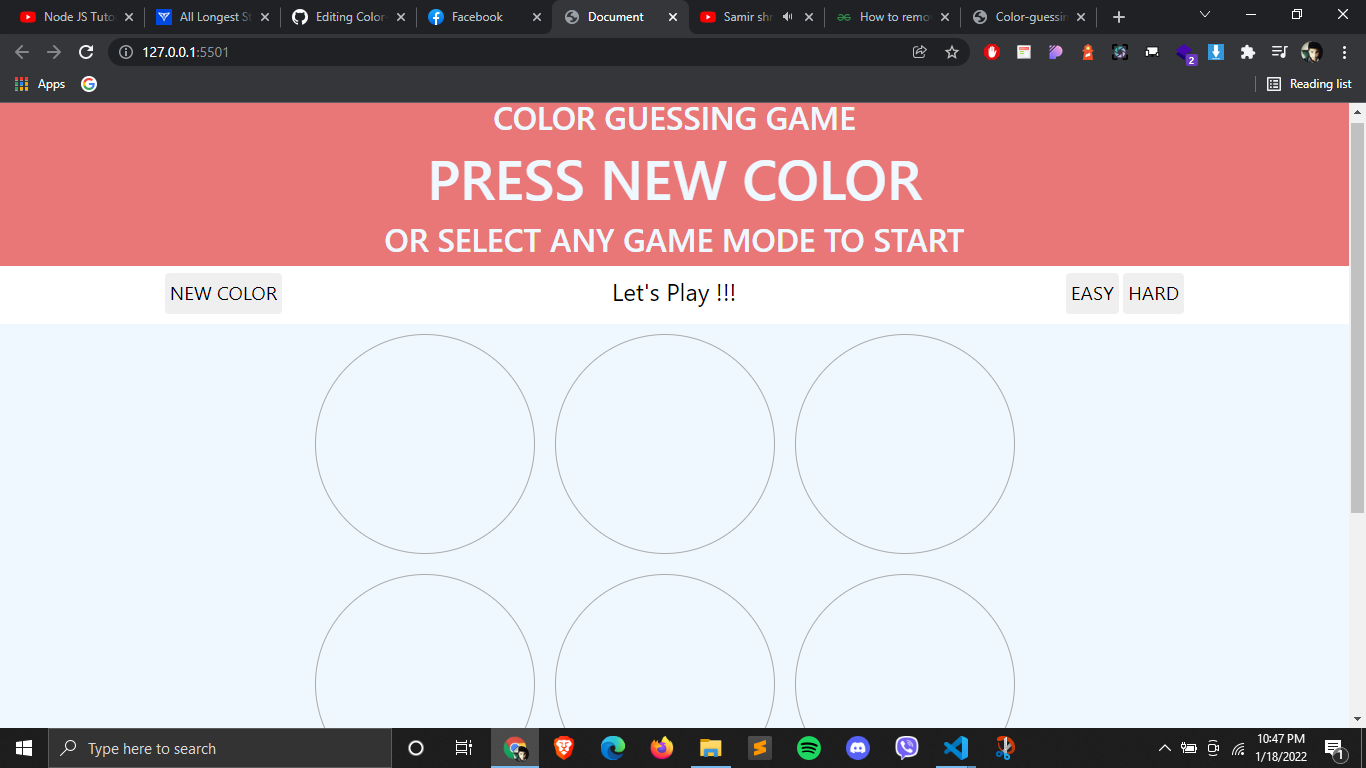 Node JS Tuto
All Longest St
Editing Color-
Facebook
Document
Samir shr
How to remo
Color-guessin
127.0.0.1:5501
2
Apps
Reading list
COLOR GUESSING GAME
PRESS NEW COLOR
OR SELECT ANY GAME MODE TO START
NEW COLOR
Let's Play !!!
EASY
HARD
Type here to search
10:47 PM
1/18/2022
1